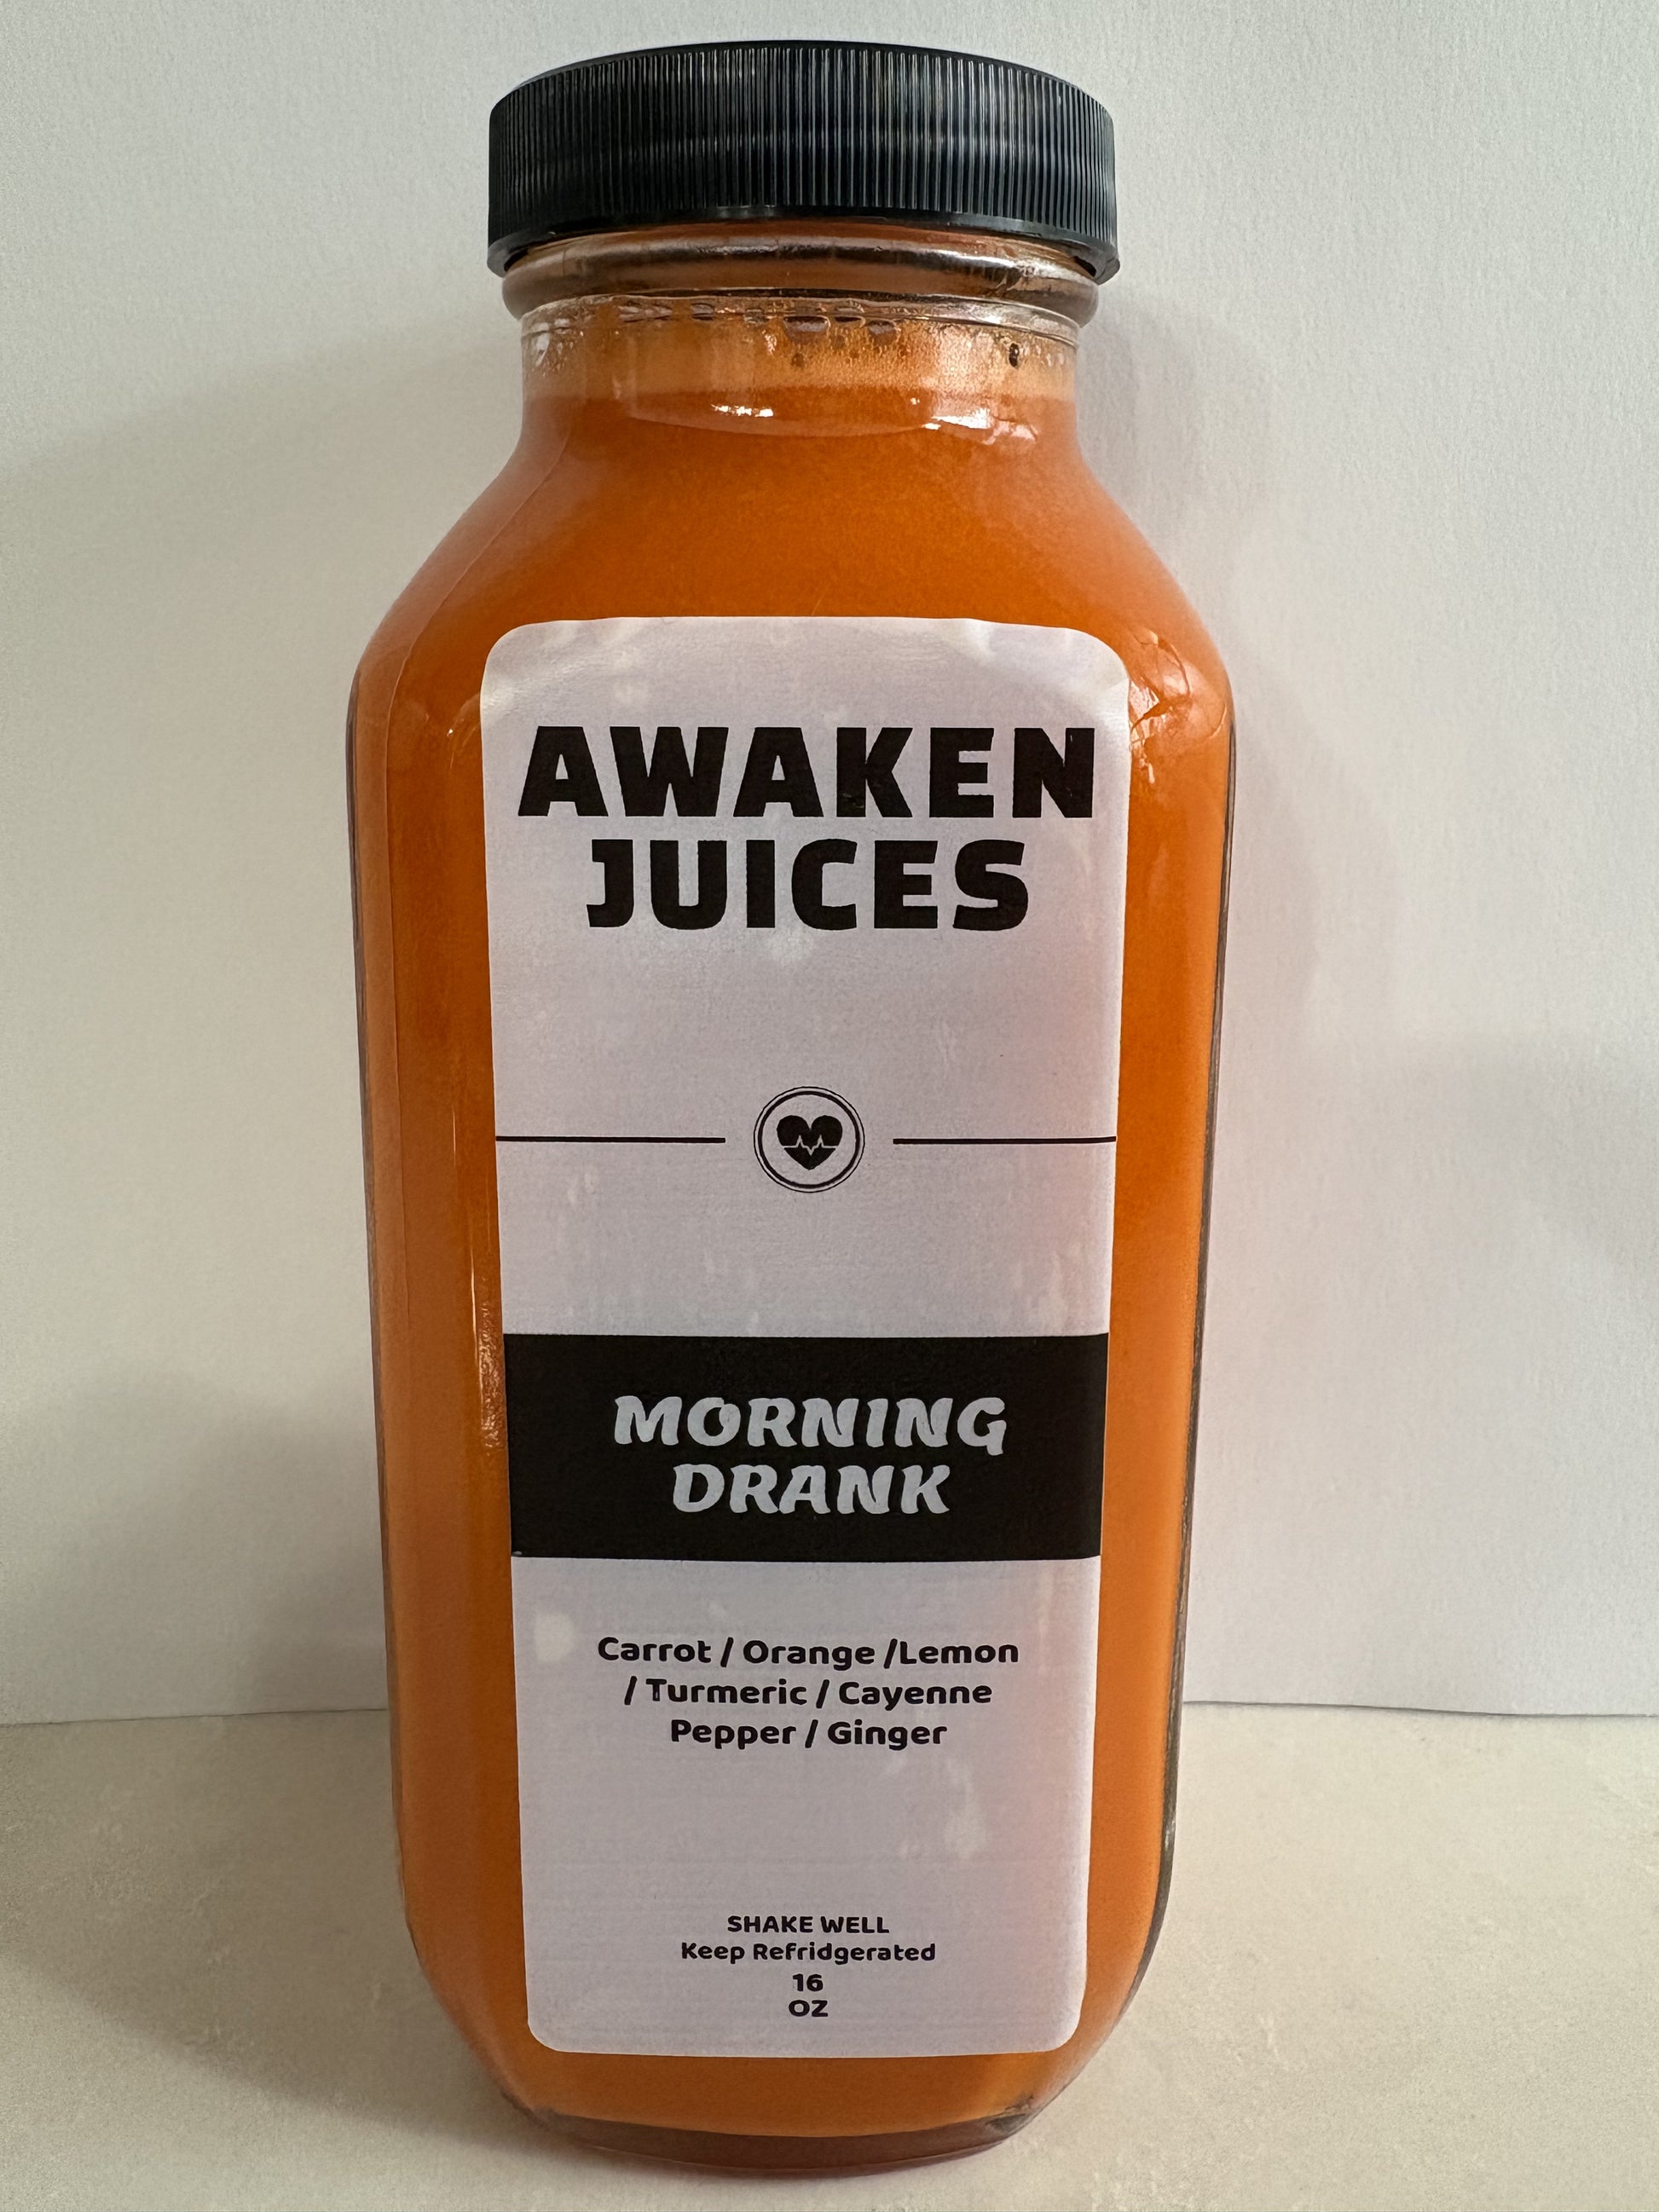 AWAKEN
JUICES
MORNING
DRANK
Carrot / Orange /Lemon
/ Turmeric / Cayenne
Pepper / Ginger
SHAKE WELL
Keep Refridgerated
16
OZ